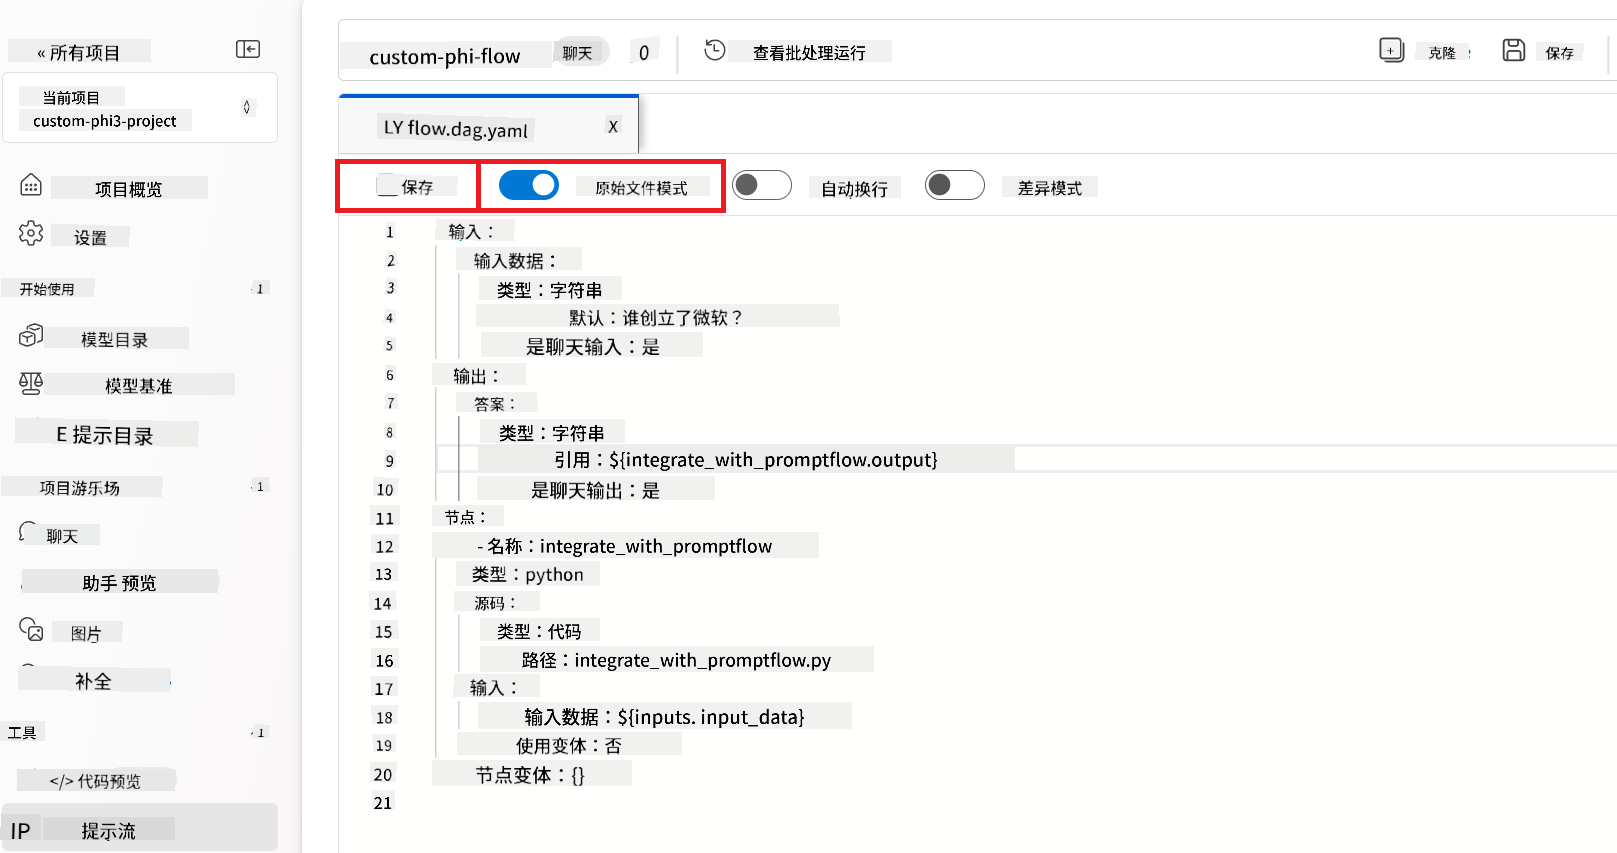 « 所有项目
当前项目
custom-phi3-project
项目概览
设置
开始使用
模型目录
模型基准
E 提示目录
项目游乐场
聊天
助手 预览
图片
补全
工具
</> 代码预览
IP 提示流
custom-phi-flow 聊天 0 查看批处理运行 克隆 保存
LY flow.dag.yaml X
保存 原始文件模式 自动换行 差异模式
1 输入：
2 输入数据：
3 类型：字符串
4 默认：谁创立了微软？
5 是聊天输入：是
6 输出：
7 答案：
8 类型：字符串
9 引用：${integrate_with_promptflow.output}
10 是聊天输出：是
11 节点：
12 - 名称：integrate_with_promptflow
13 类型：python
14 源码：
15 类型：代码
16 路径：integrate_with_promptflow.py
17 输入：
18 输入数据：${inputs. input_data}
19 使用变体：否
20 节点变体：{}
21